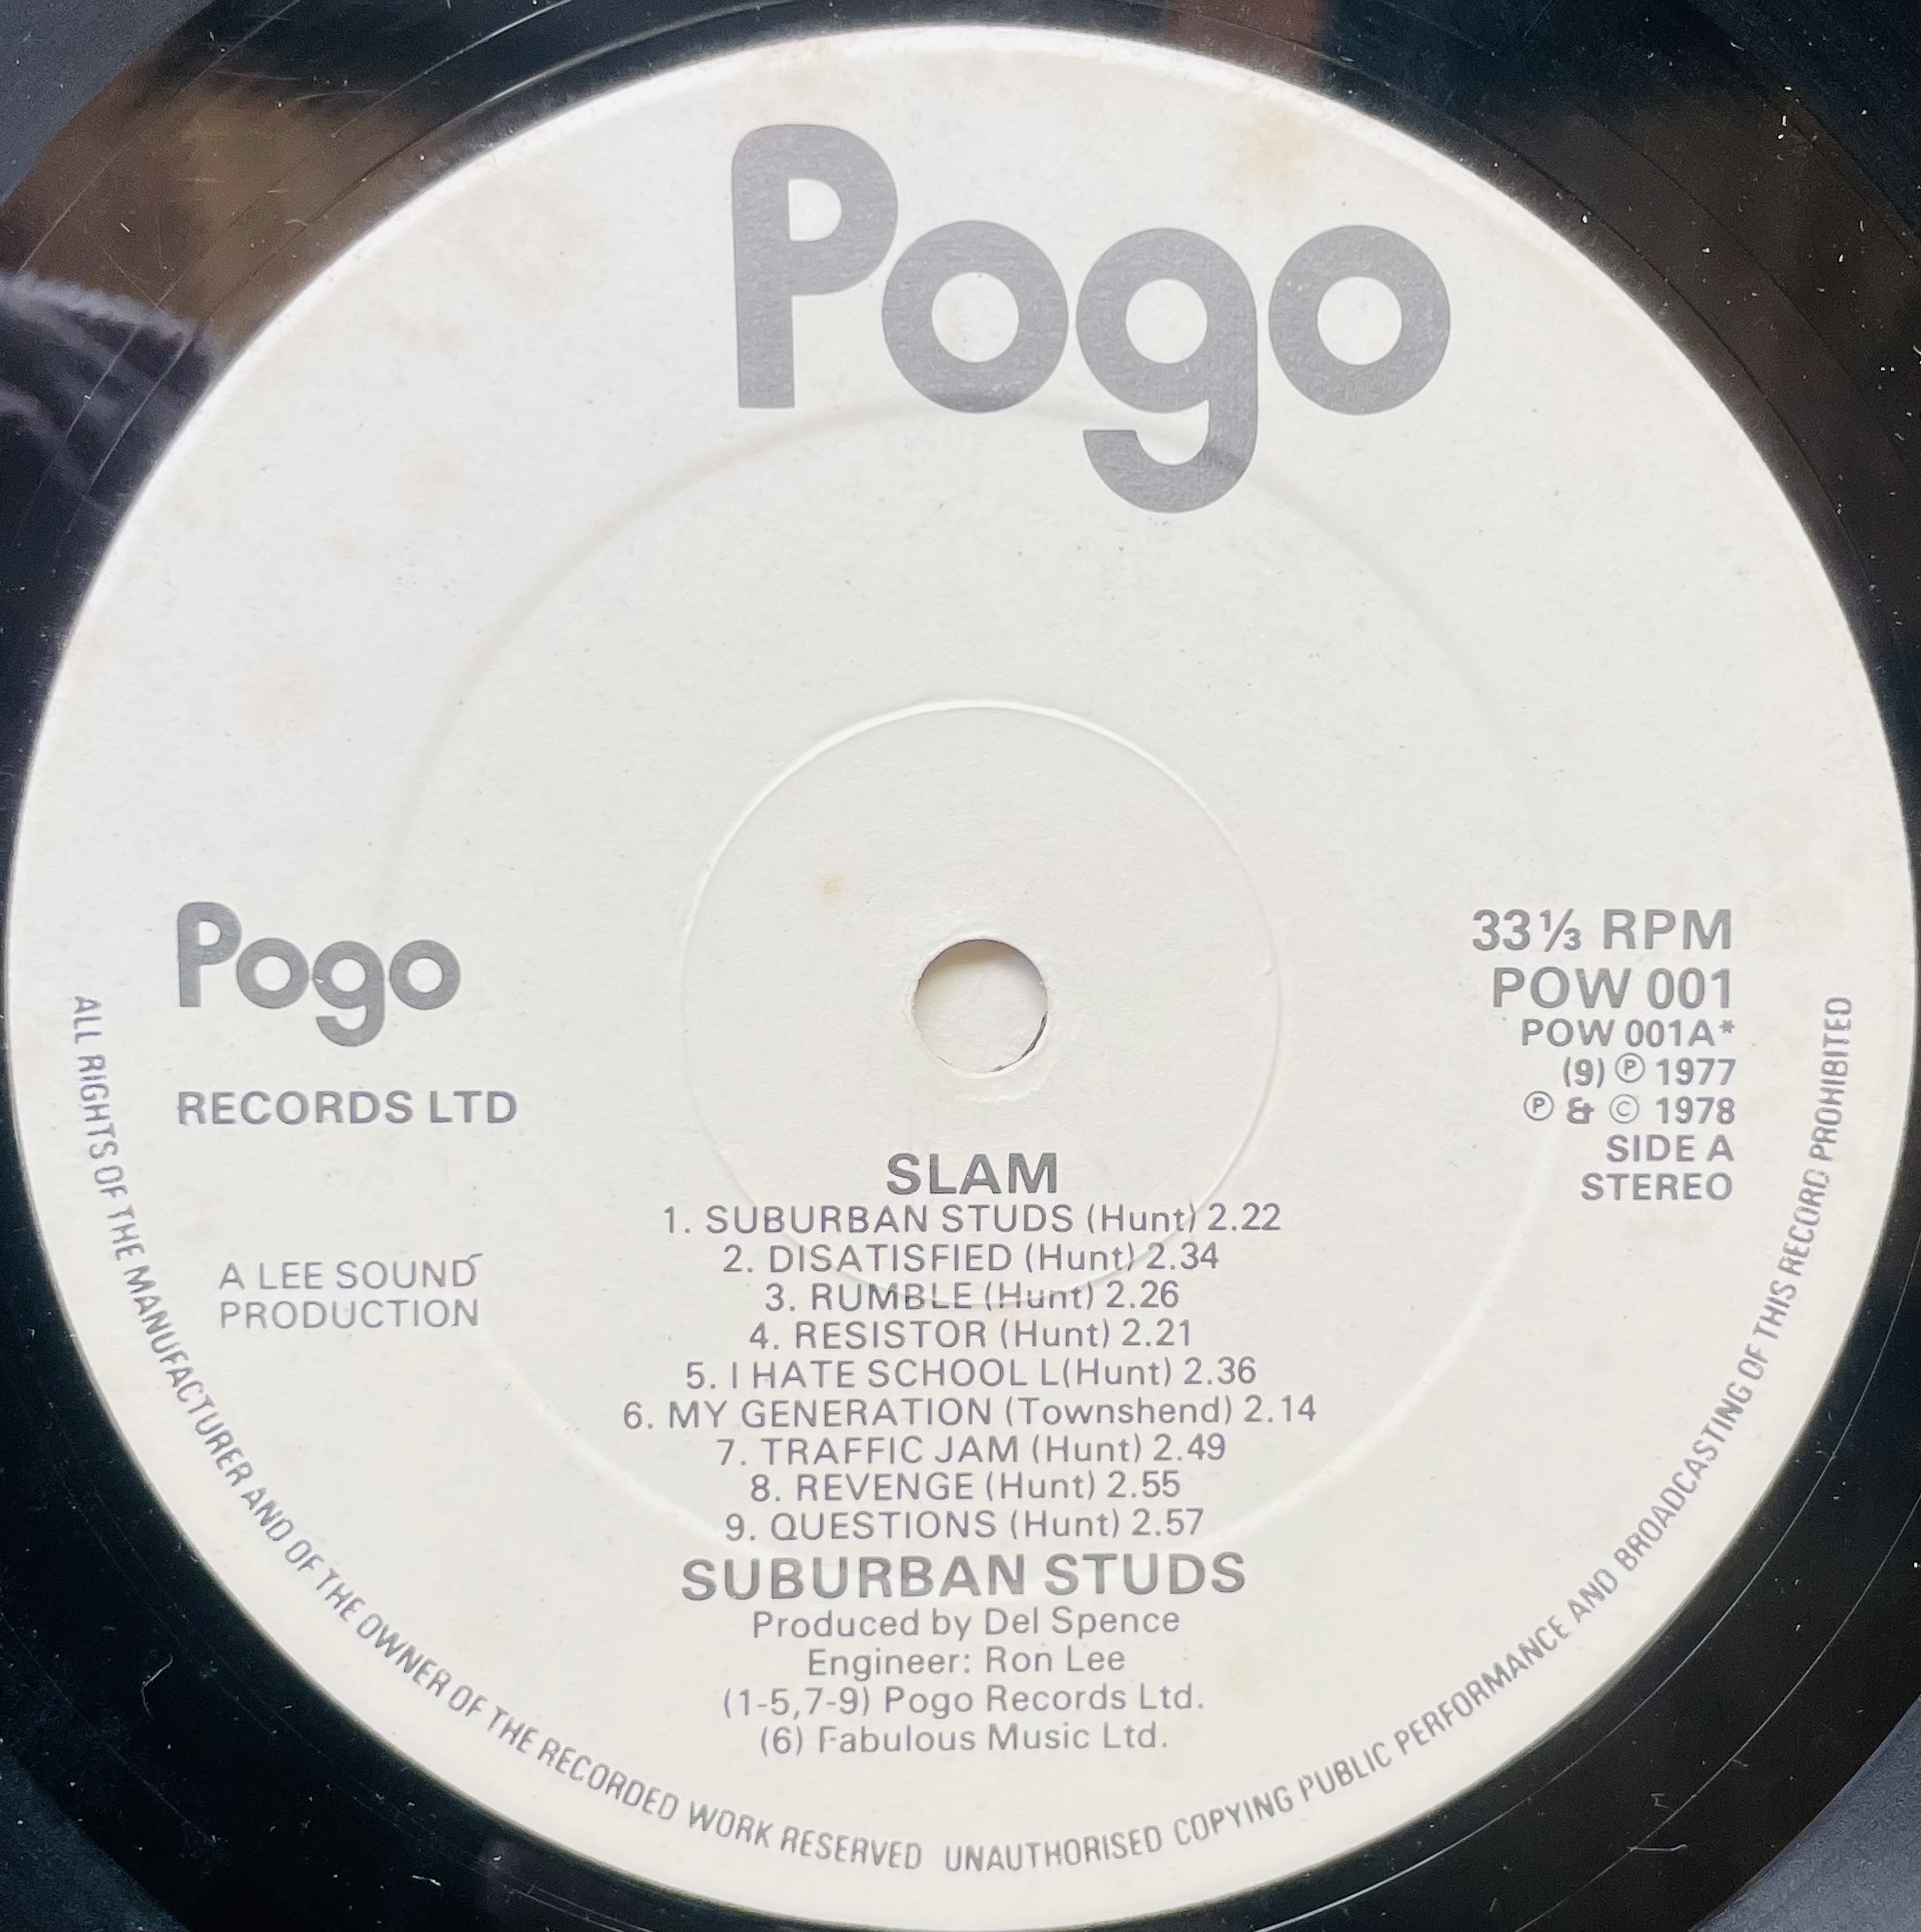 Pogo
Pogo
RECORDS LTD
A LEE SOUND
PRODUCTION
33⅓ RPM
POW 001
POW 001A*
(9) Ⓟ 1977
Ⓟ & © 1978
SIDE A
STEREO
SLAM
1. SUBURBAN STUDS (Hunt) 2.22
2. DISATISFIED (Hunt) 2.34
3. RUMBLE (Hunt) 2.26
4. RESISTOR (Hunt) 2.21
5. I HATE SCHOOL L(Hunt) 2.36
6. MY GENERATION (Townshend) 2.14
7. TRAFFIC JAM (Hunt) 2.49
8. REVENGE (Hunt) 2.55
9. QUESTIONS (Hunt) 2.57
SUBURBAN STUDS
Produced by Del Spence
Engineer: Ron Lee
(1-5,7-9) Pogo Records Ltd.
(6) Fabulous Music Ltd.
ALL RIGHTS OF THE MANUFACTURER AND OF THE OWNER OF THE RECORDED WORK RESERVED UNAUTHORISED COPYING PUBLIC PERFORMANCE AND BROADCASTING OF THIS RECORD PROHIBITED